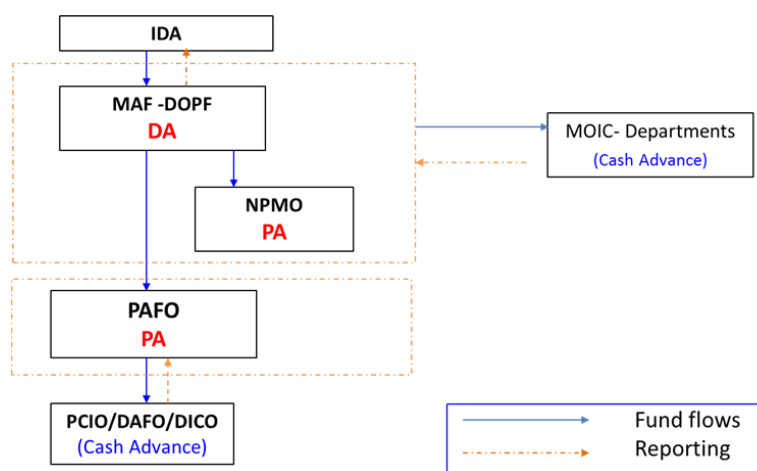 IDA
MAF -DOPF
DA
MOIC- Departments
(Cash Advance)
NPMO
PA
PAFO
PA
PCIO/DAFO/DICO
(Cash Advance)
Fund flows
Reporting